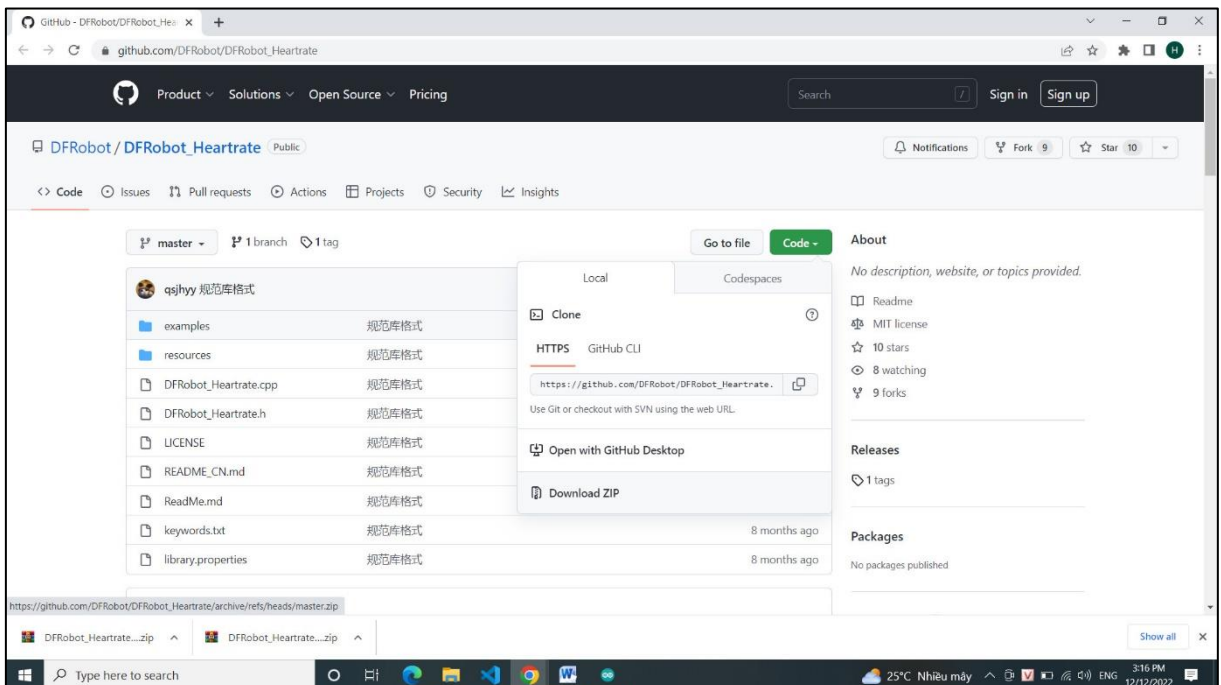 GitHub - DFRobot/DFRobot_Hea
github.com/DFRobot/DFRobot_Heartrate
H
Product Solutions Open Source Pricing
Search /
Sign in Sign up
DFRobot / DFRobot_Heartrate Public
Notifications Fork 9 Star 10
<> Code Issues Pull requests Actions Projects Security Insights
master 1 branch 1 tag
Go to file Code
qsjhyy 规范库格式
examples 规范库格式
resources 规范库格式
DFRobot_Heartrate.cpp 规范库格式
DFRobot_Heartrate.h 规范库格式
LICENSE 规范库格式
README_CN.md 规范库格式
ReadMe.md 规范库格式
keywords.txt 规范库格式 8 months ago
library.properties 规范库格式 8 months ago
Local Codespaces
Clone
HTTPS GitHub CLI
https://github.com/DFRobot/DFRobot_Heartrate.
Use Git or checkout with SVN using the web URL.
Open with GitHub Desktop
Download ZIP
About
No description, website, or topics provided.
Readme
MIT license
10 stars
8 watching
9 forks
Releases
1 tags
Packages
No packages published
https://github.com/DFRobot/DFRobot_Heartrate/archive/refs/heads/master.zip
DFRobot_Heartrate....zip DFRobot_Heartrate....zip Show all
Type here to search
25°C Nhiều mây ENG
3:16 PM
12/12/2022